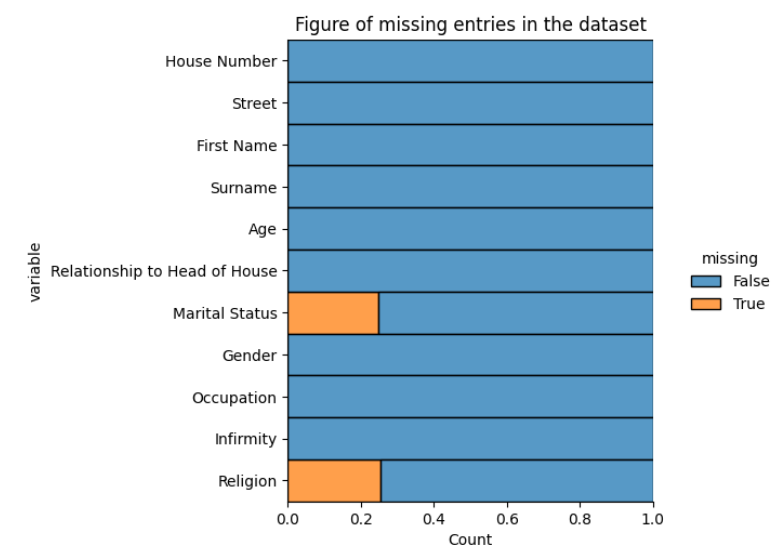 Figure of missing entries in the dataset
House Number
Street
First Name
Surname
Age
Relationship to Head of House
Marital Status
Gender
Occupation
Infirmity
Religion
variable
0.0 0.2 0.4 0.6 0.8 1.0
Count
missing
False
True